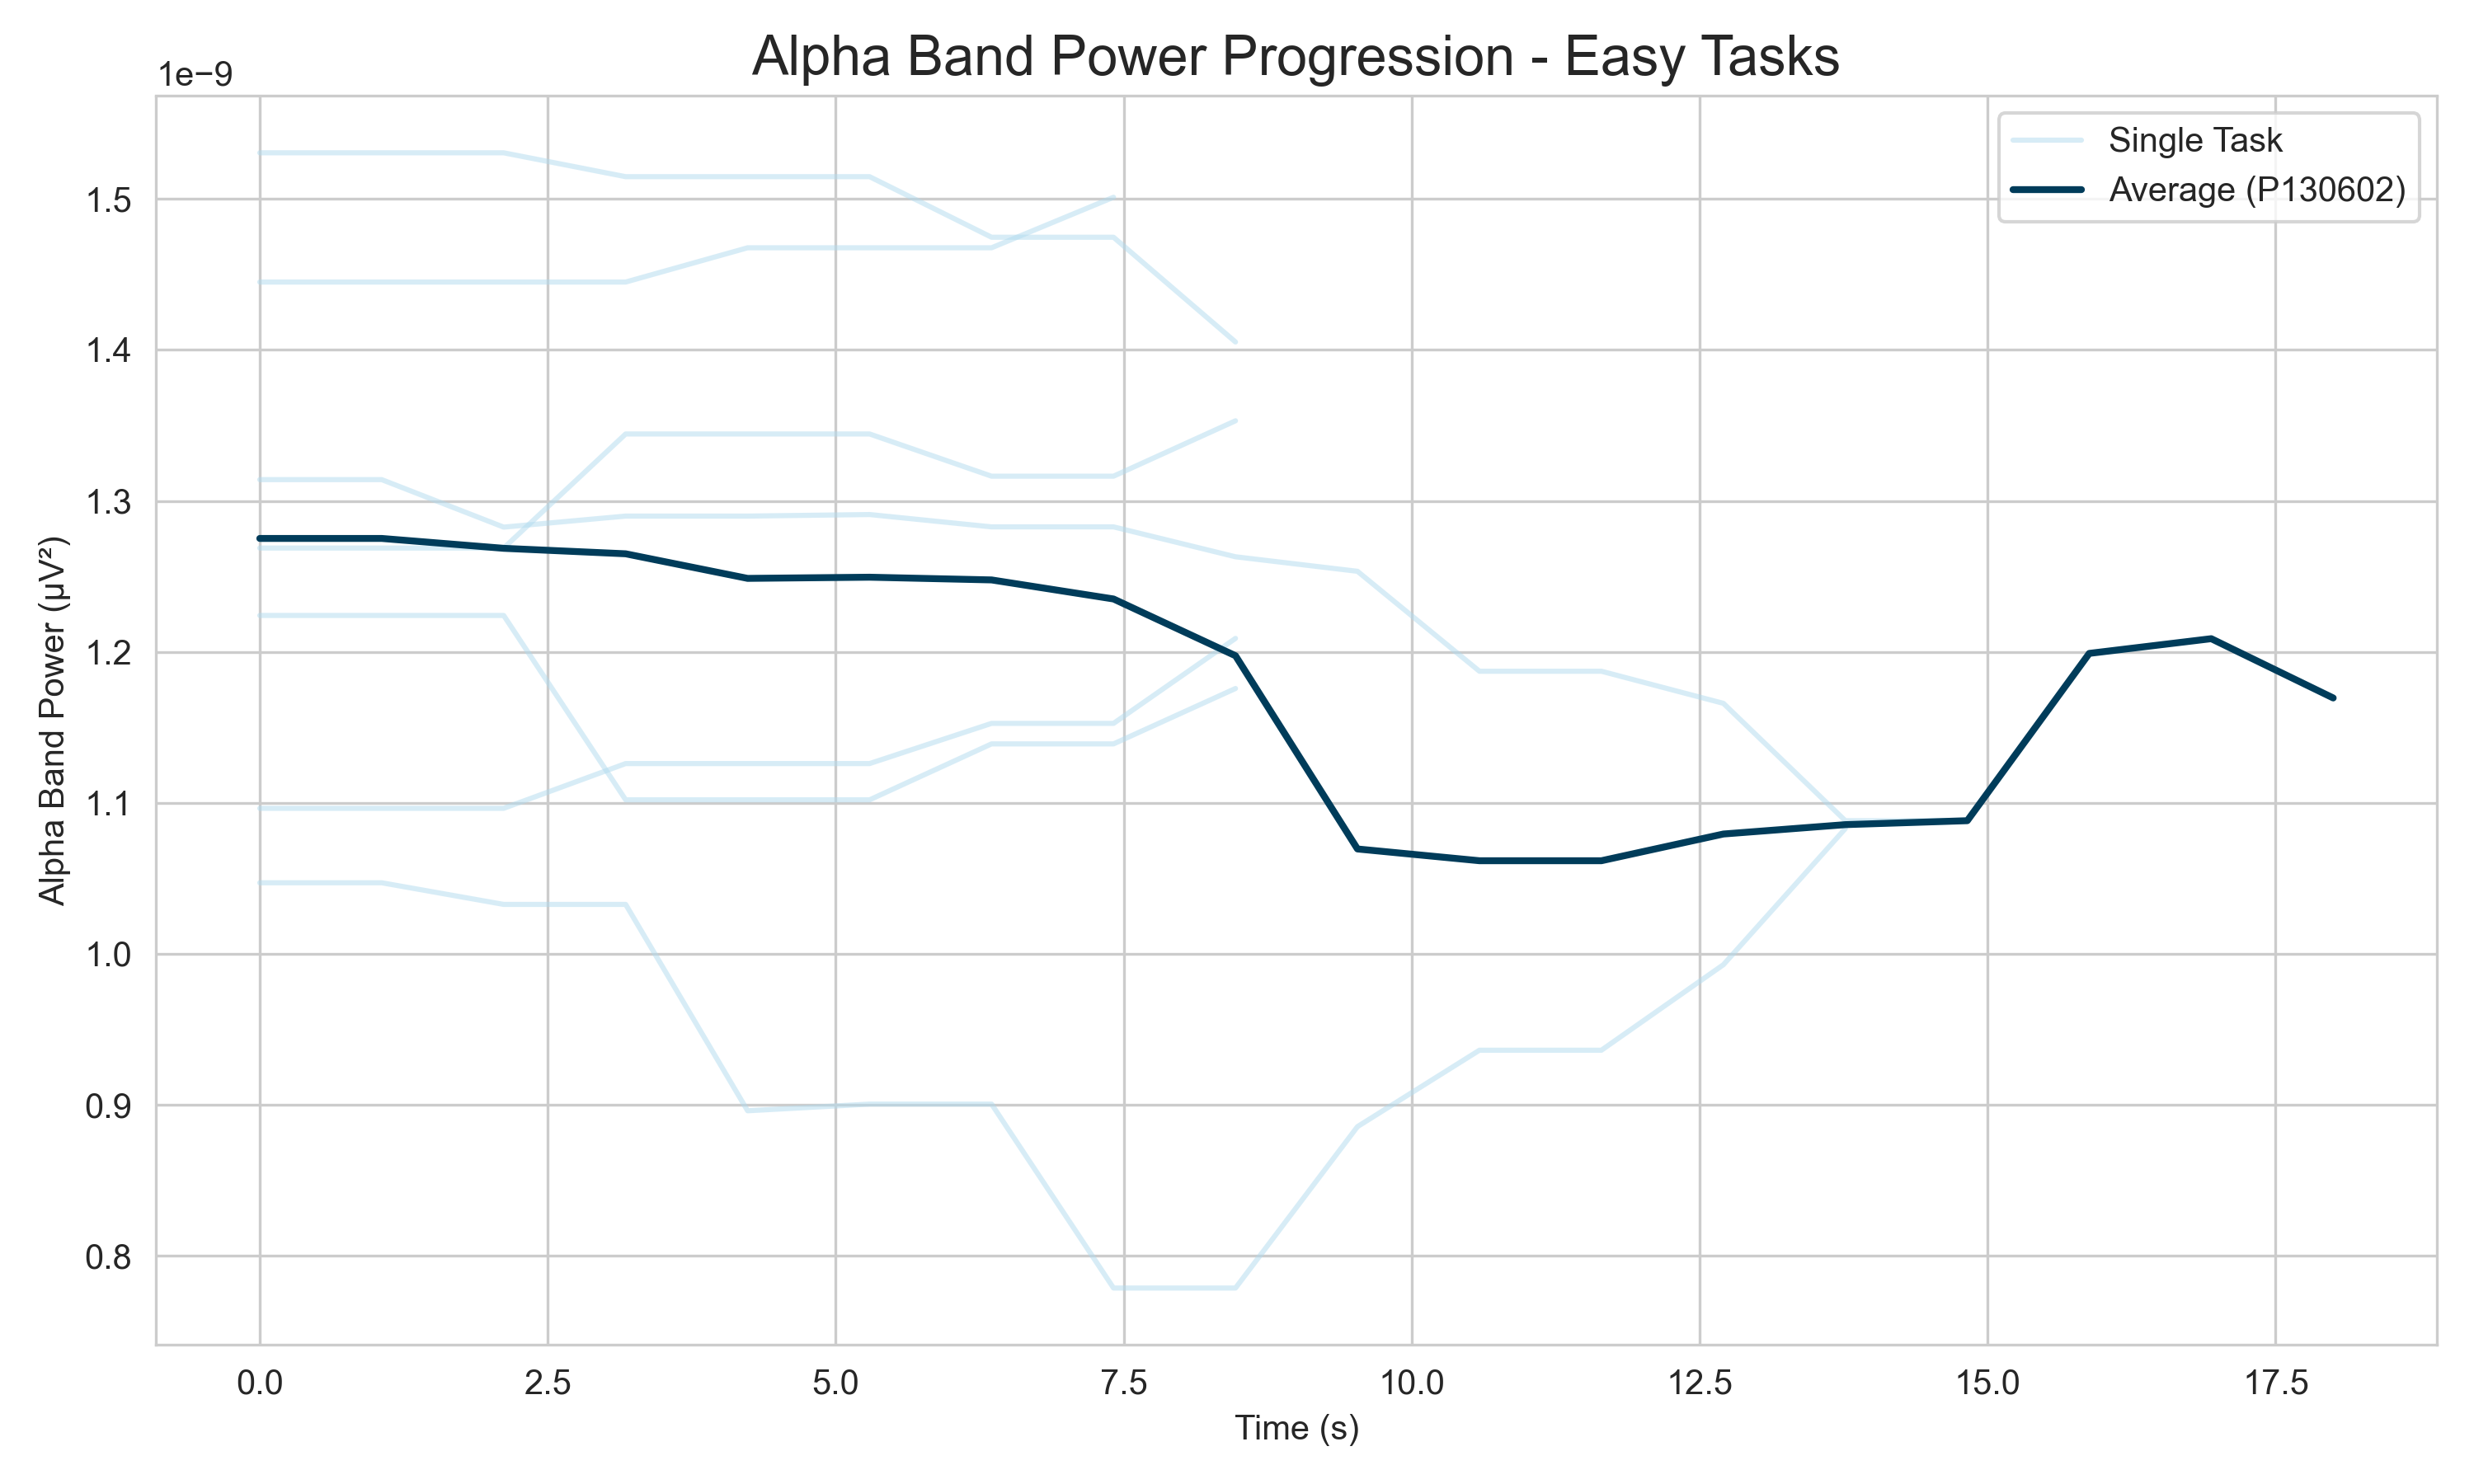 Alpha Band Power Progression - Easy Tasks
1e−9
Single Task
Average (P130602)
1.5
1.4
1.3
1.2
1.1
1.0
0.9
0.8
Alpha Band Power (µV²)
0.0 2.5 5.0 7.5 10.0 12.5 15.0 17.5
Time (s)